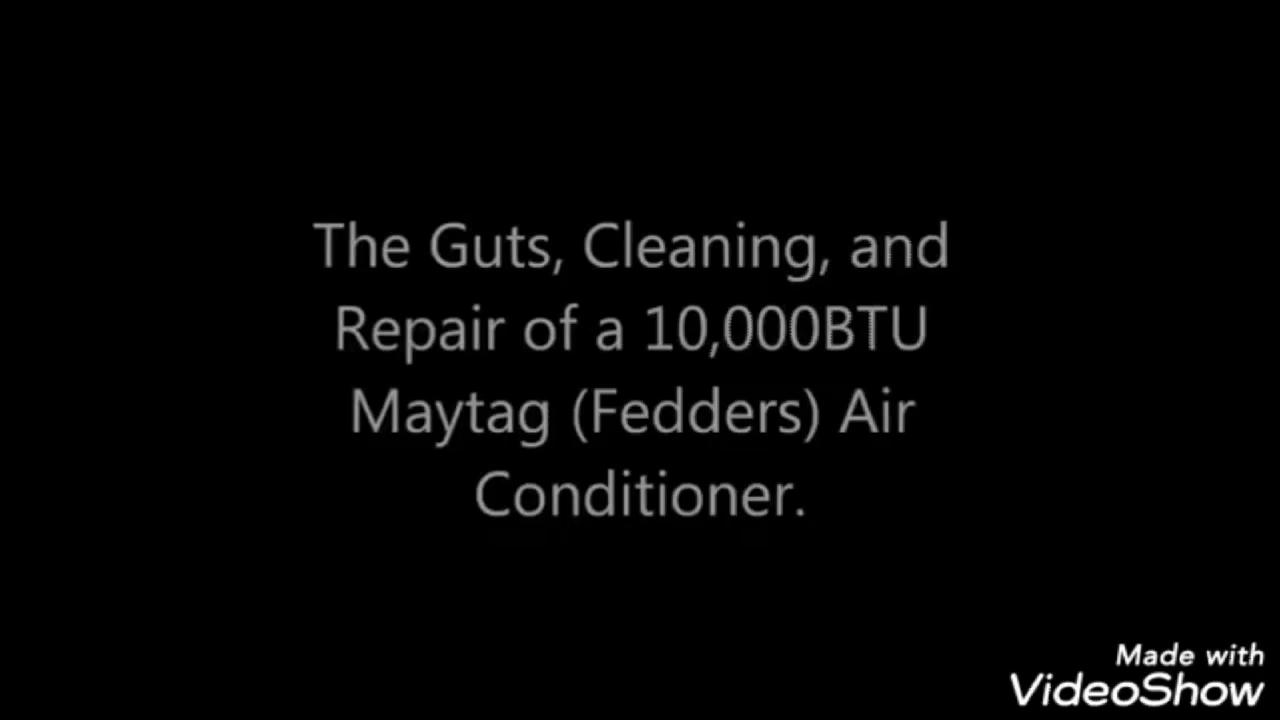 The Guts, Cleaning, and
Repair of a 10,000BTU
Maytag (Fedders) Air
Conditioner.
Made with
VideoShow